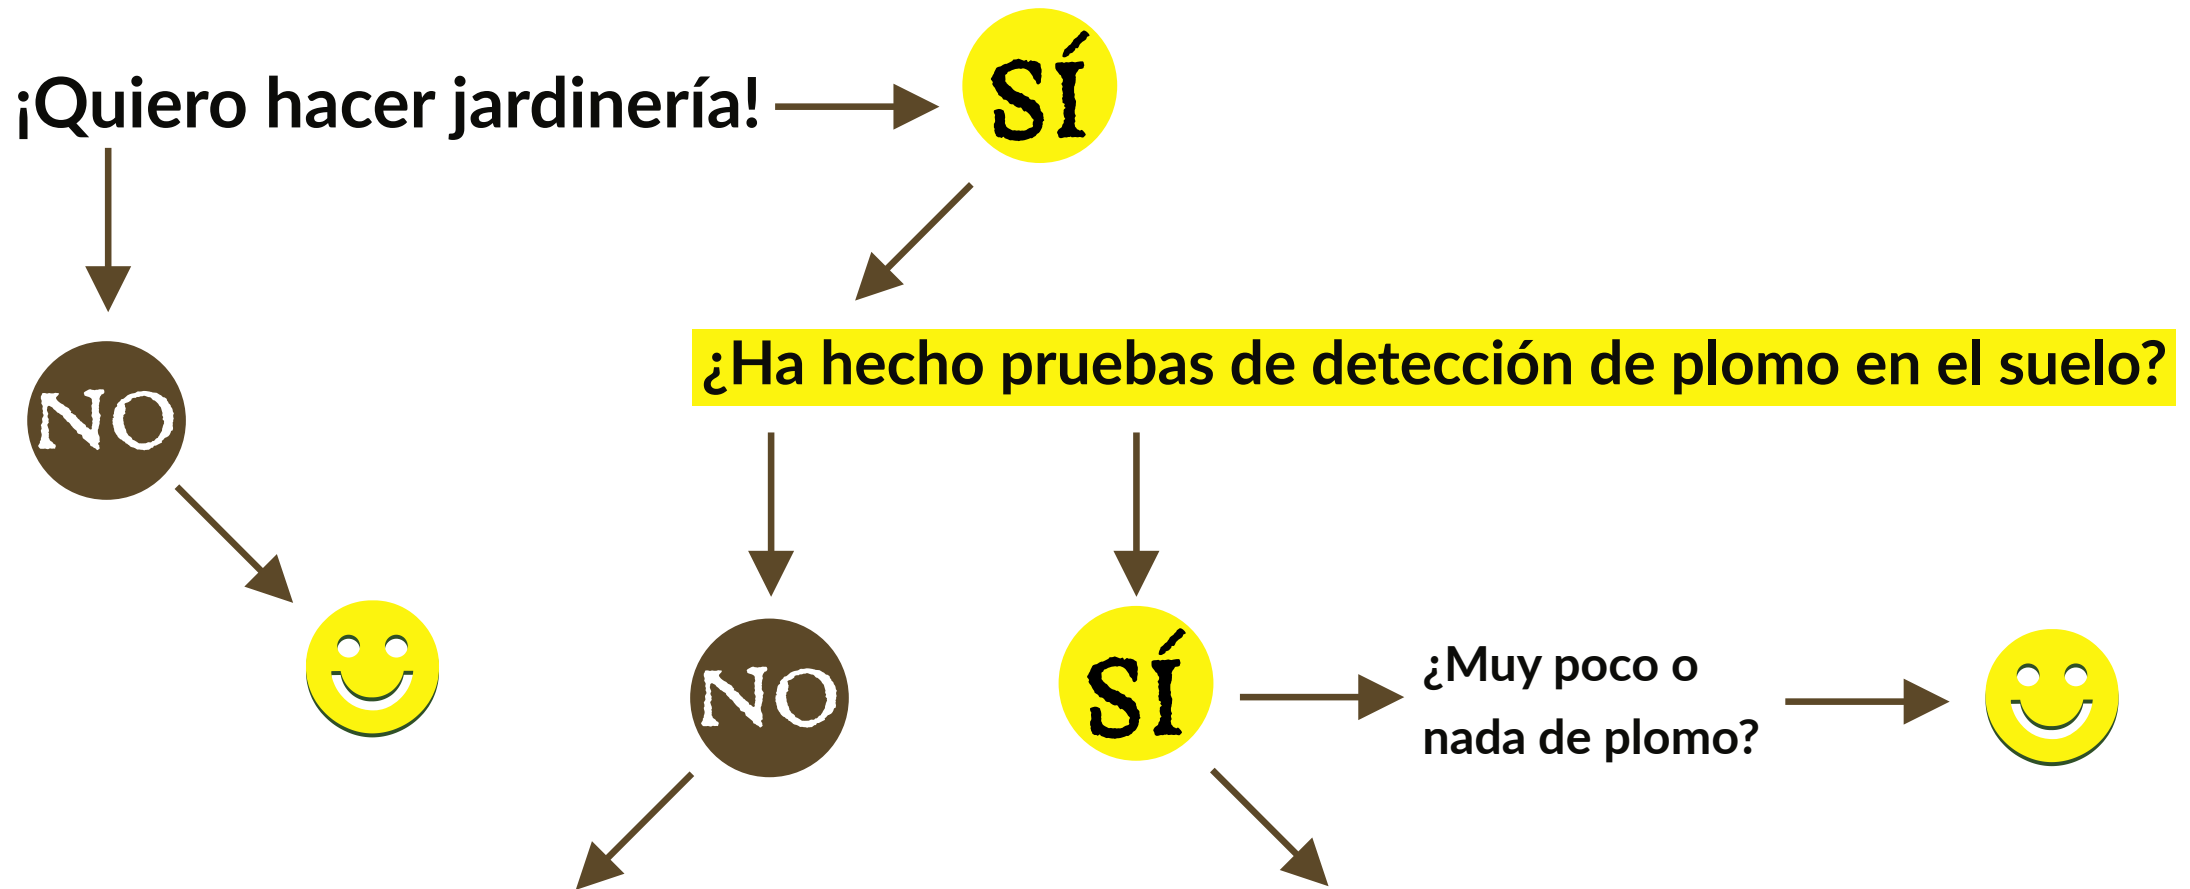 ¡Quiero hacer jardinería!
SÍ
NO
¿Ha hecho pruebas de detección de plomo en el suelo?
NO
SÍ
¿Muy poco o
nada de plomo?